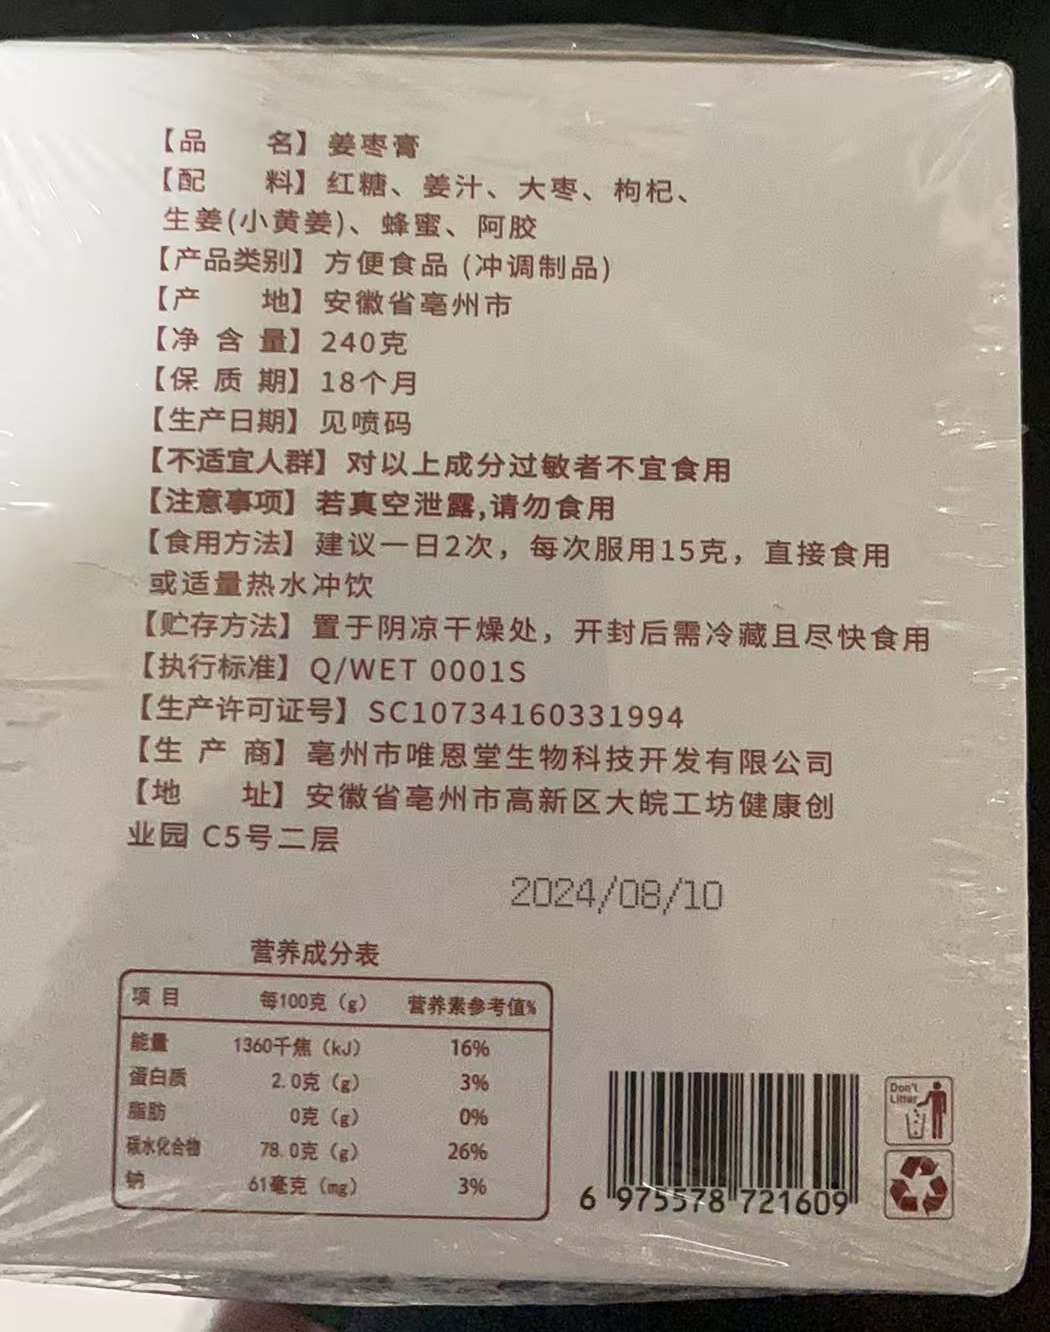 【品 名】姜枣膏
【配 料】红糖、姜汁、大枣、枸杞、
生姜(小黄姜)、蜂蜜、阿胶
【产品类别】方便食品 (冲调制品)
【产 地】安徽省亳州市
【净 含 量】240克
【保 质 期】18个月
【生产日期】见喷码
【不适宜人群】对以上成分过敏者不宜食用
【注意事项】若真空泄露,请勿食用
【食用方法】建议一日2次，每次服用15克，直接食用
或适量热水冲饮
【贮存方法】置于阴凉干燥处，开封后需冷藏且尽快食用
【执行标准】Q/WET 0001S
【生产许可证号】SC10734160331994
【生 产 商】亳州市唯恩堂生物科技开发有限公司
【地 址】安徽省亳州市高新区大皖工坊健康创
业园 C5号二层
2024/08/10
营养成分表
项 目 每100克（g） 营养素参考值%
能量 1360千焦（kJ） 16%
蛋白质 2.0克（g） 3%
脂肪 0克（g） 0%
碳水化合物 78.0克（g） 26%
钠 61毫克（mg） 3%
6 975578 721609
Don't
Litter